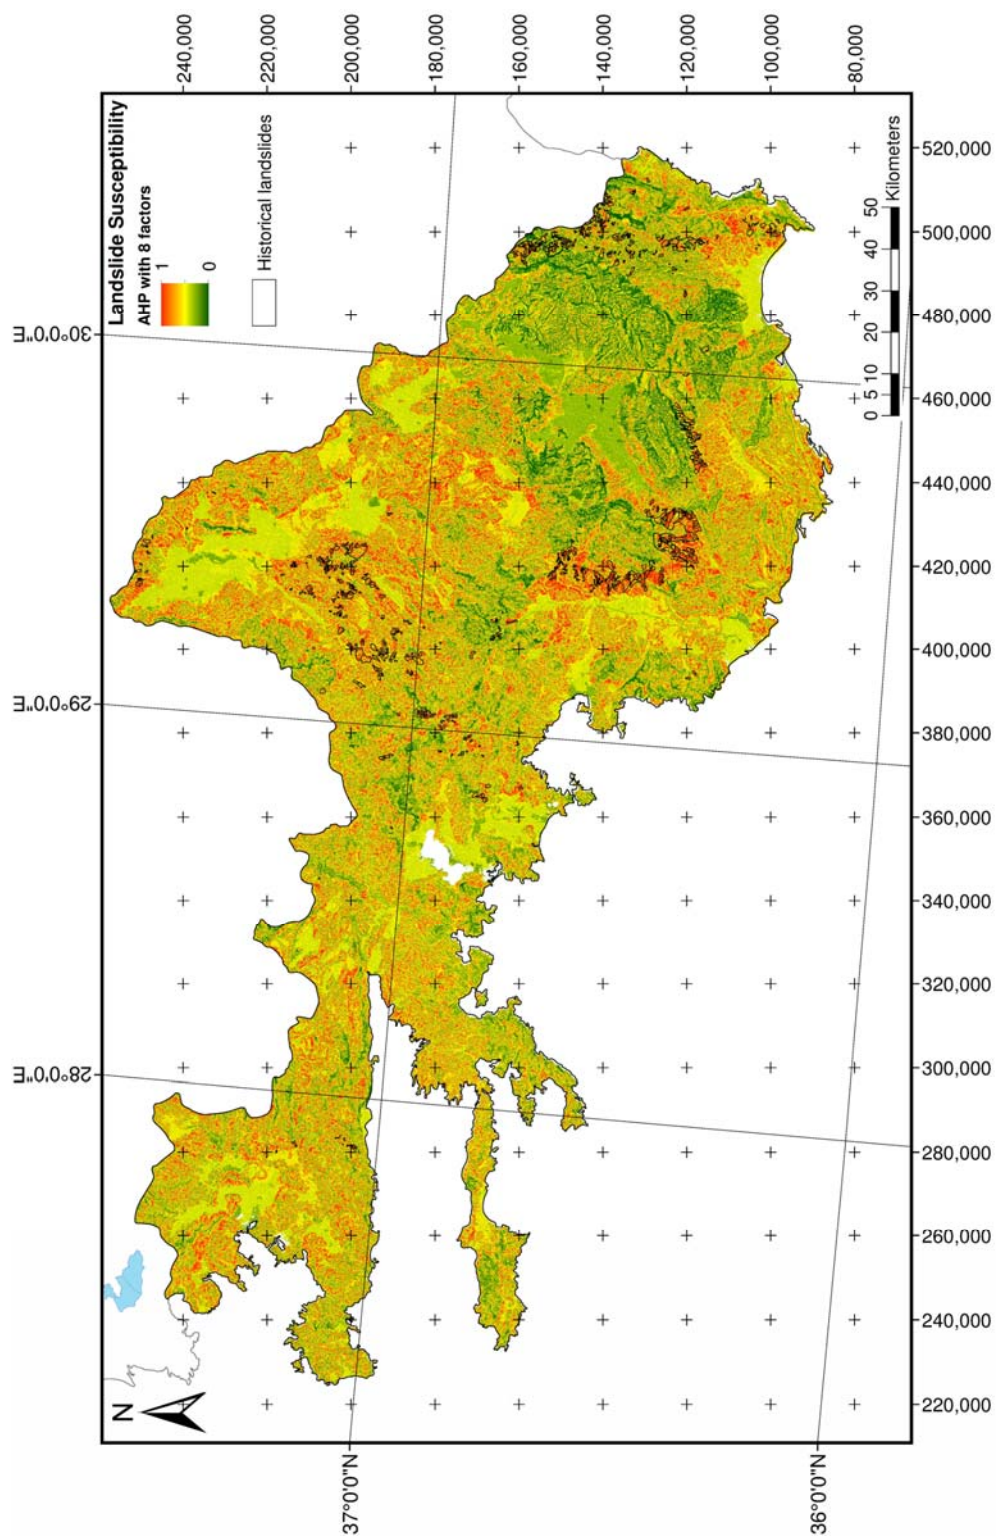 28°0'0"E
29°0'0"E
30°0'0"E
N
Landslide Susceptibility
AHP with 8 factors
1
0
Historical landslides
240,000
220,000
200,000
180,000
160,000
140,000
120,000
100,000
80,000
37°0'0"N
36°0'0"N
0 5 10 20 30 40 50
Kilometers
220,000
240,000
260,000
280,000
300,000
320,000
340,000
360,000
380,000
400,000
420,000
440,000
460,000
480,000
500,000
520,000